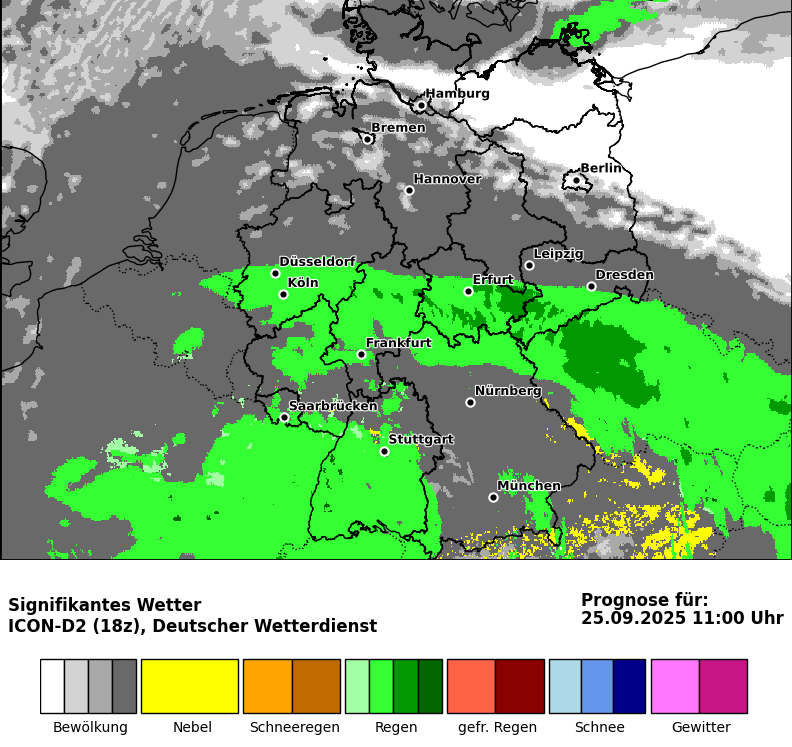 Hamburg
Bremen
Berlin
Hannover
Leipzig
Düsseldorf
Dresden
Köln
Erfurt
Frankfurt
Nürnberg
Saarbrücken
Stuttgart
München
Signifikantes Wetter
ICON-D2 (18z), Deutscher Wetterdienst
Prognose für:
25.09.2025 11:00 Uhr
Bewölkung
Nebel
Schneeregen
Regen
gefr. Regen
Schnee
Gewitter